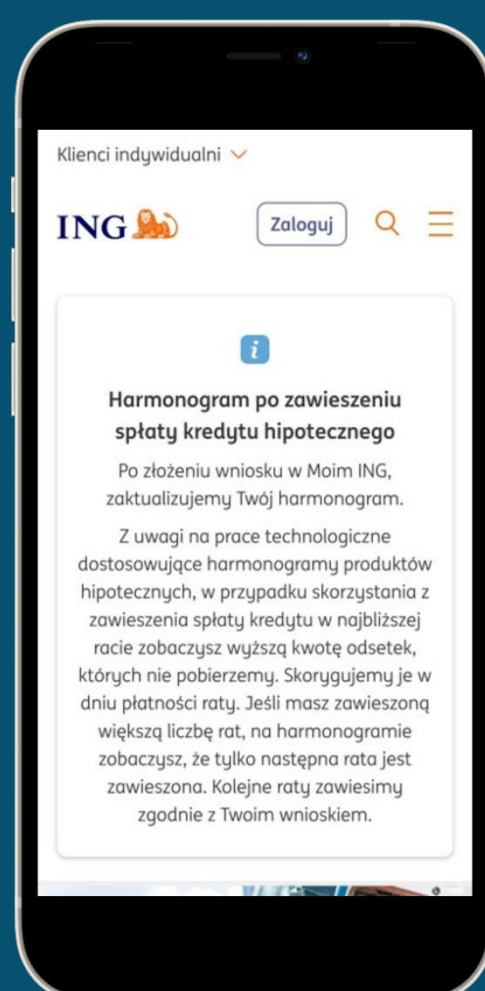 Klienci indywidualni
ING
Zaloguj
Harmonogram po zawieszeniu
spłaty kredytu hipotecznego
Po złożeniu wniosku w Moim ING,
zaktualizujemy Twój harmonogram.
Z uwagi na prace technologiczne
dostosowujące harmonogramy produktów
hipotecznych, w przypadku skorzystania z
zawieszenia spłaty kredytu w najbliższej
racie zobaczysz wyższą kwotę odsetek,
których nie pobierzemy. Skorygujemy je w
dniu płatności raty. Jeśli masz zawieszoną
większą liczbę rat, na harmonogramie
zobaczysz, że tylko następna rata jest
zawieszona. Kolejne raty zawiesimy
zgodnie z Twoim wnioskiem.